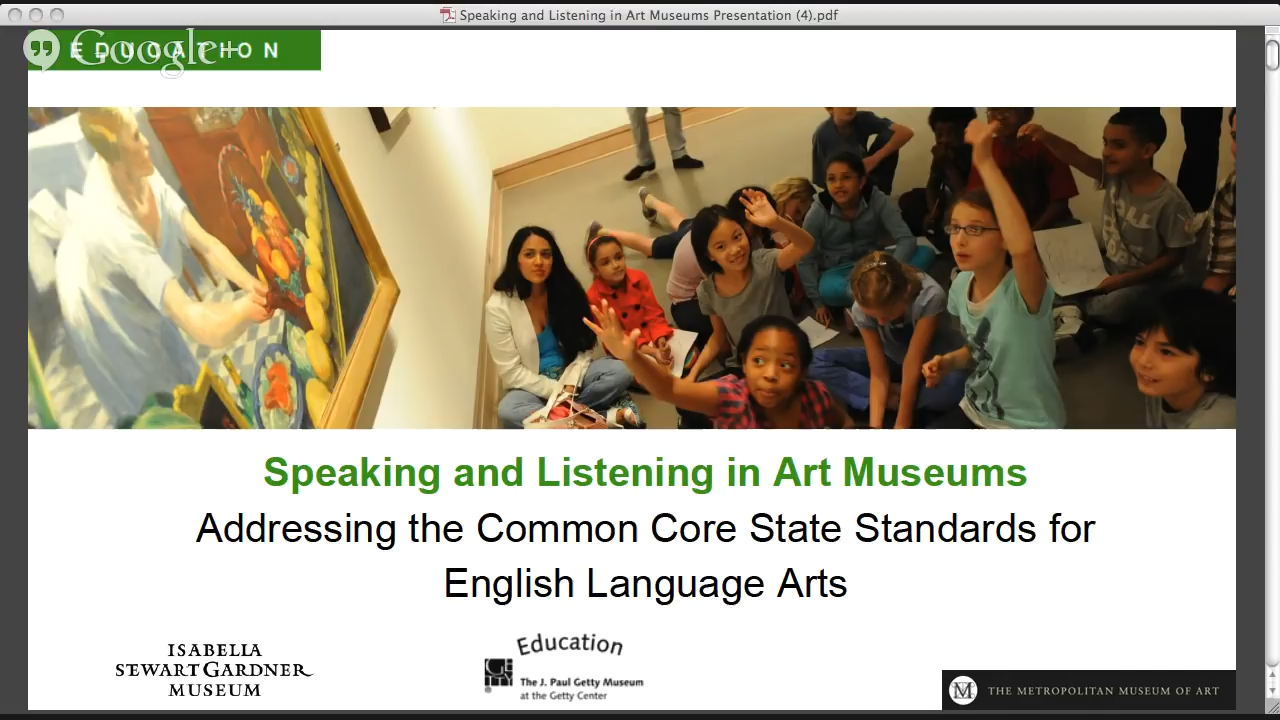 Speaking and Listening in Art Museums Presentation (4).pdf
EDUCATION
Google+
Speaking and Listening in Art Museums
Addressing the Common Core State Standards for
English Language Arts
ISABELLA
STEWART GARDNER
MUSEUM
Education
The J. Paul Getty Museum
at the Getty Center
M THE METROPOLITAN MUSEUM OF ART